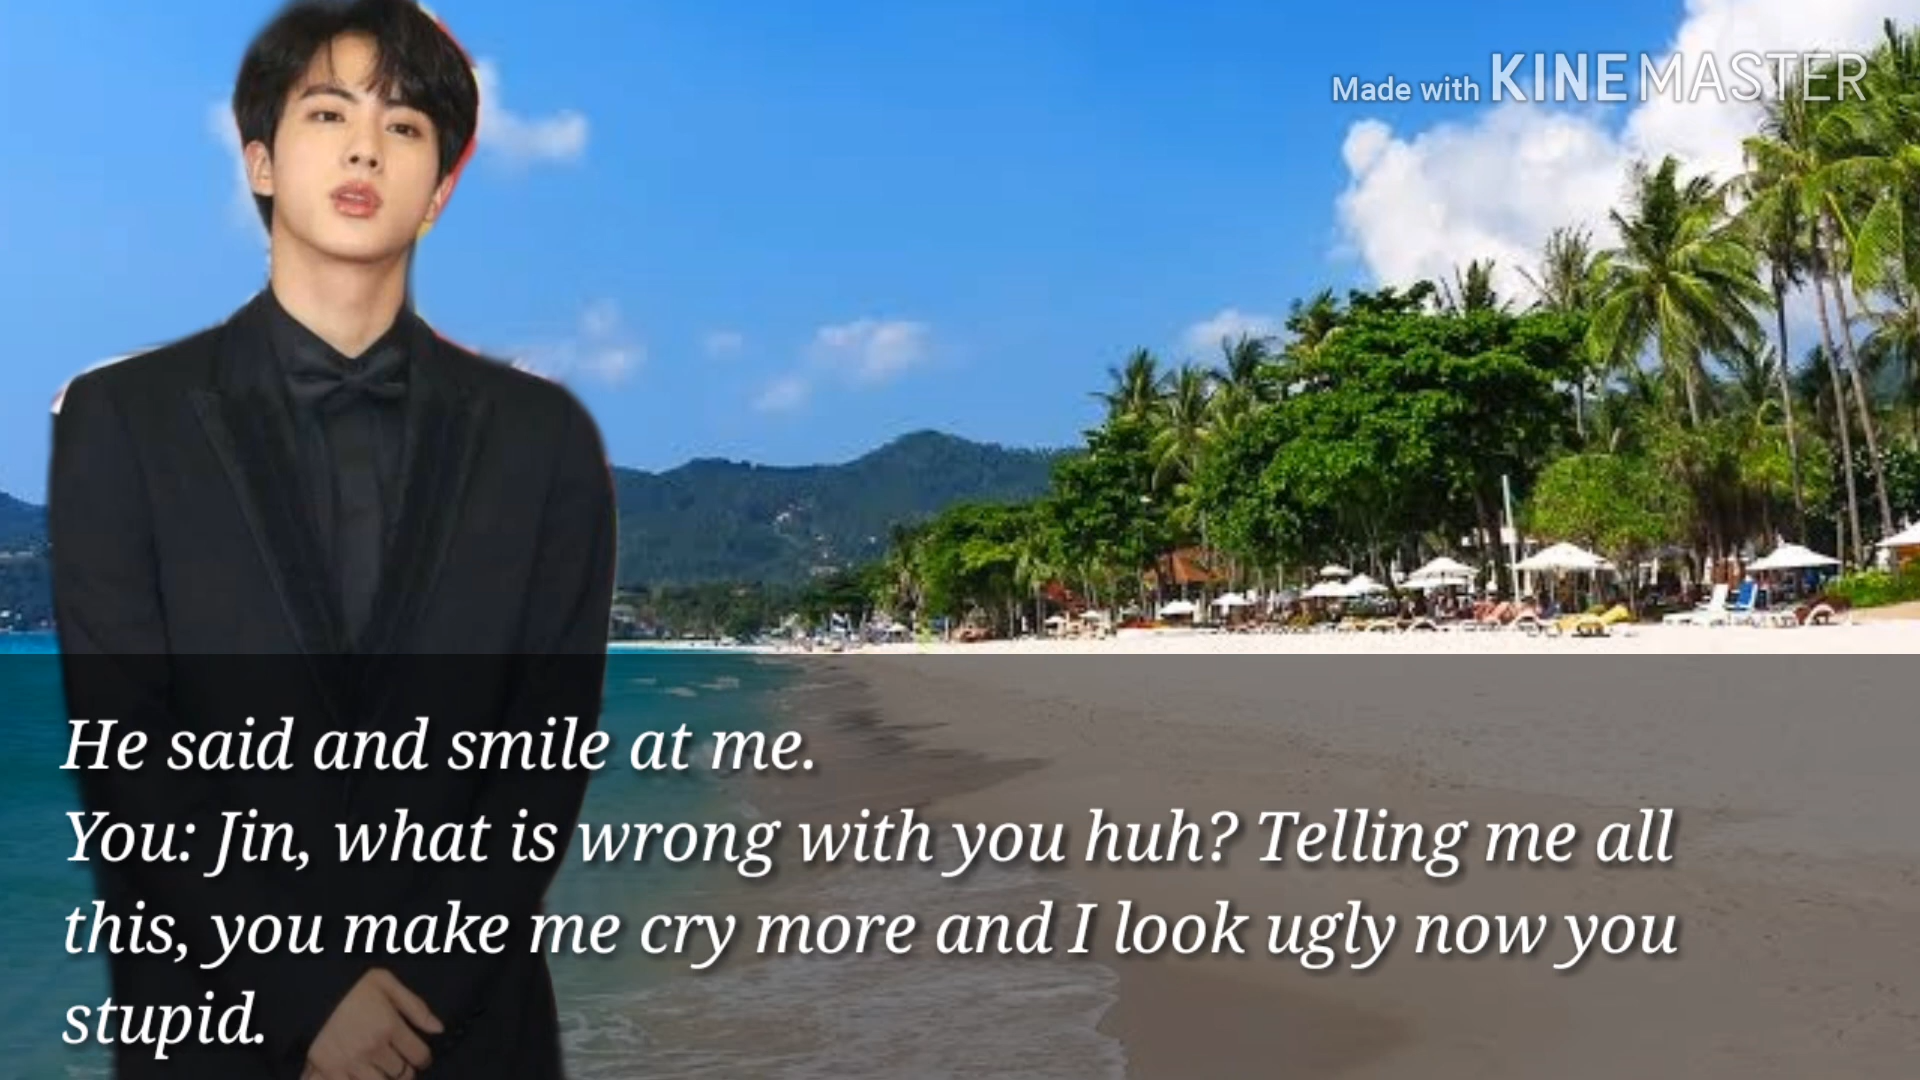 Made with KINEMASTER
He said and smile at me.
You: Jin, what is wrong with you huh? Telling me all
this, you make me cry more and I look ugly now you
stupid.